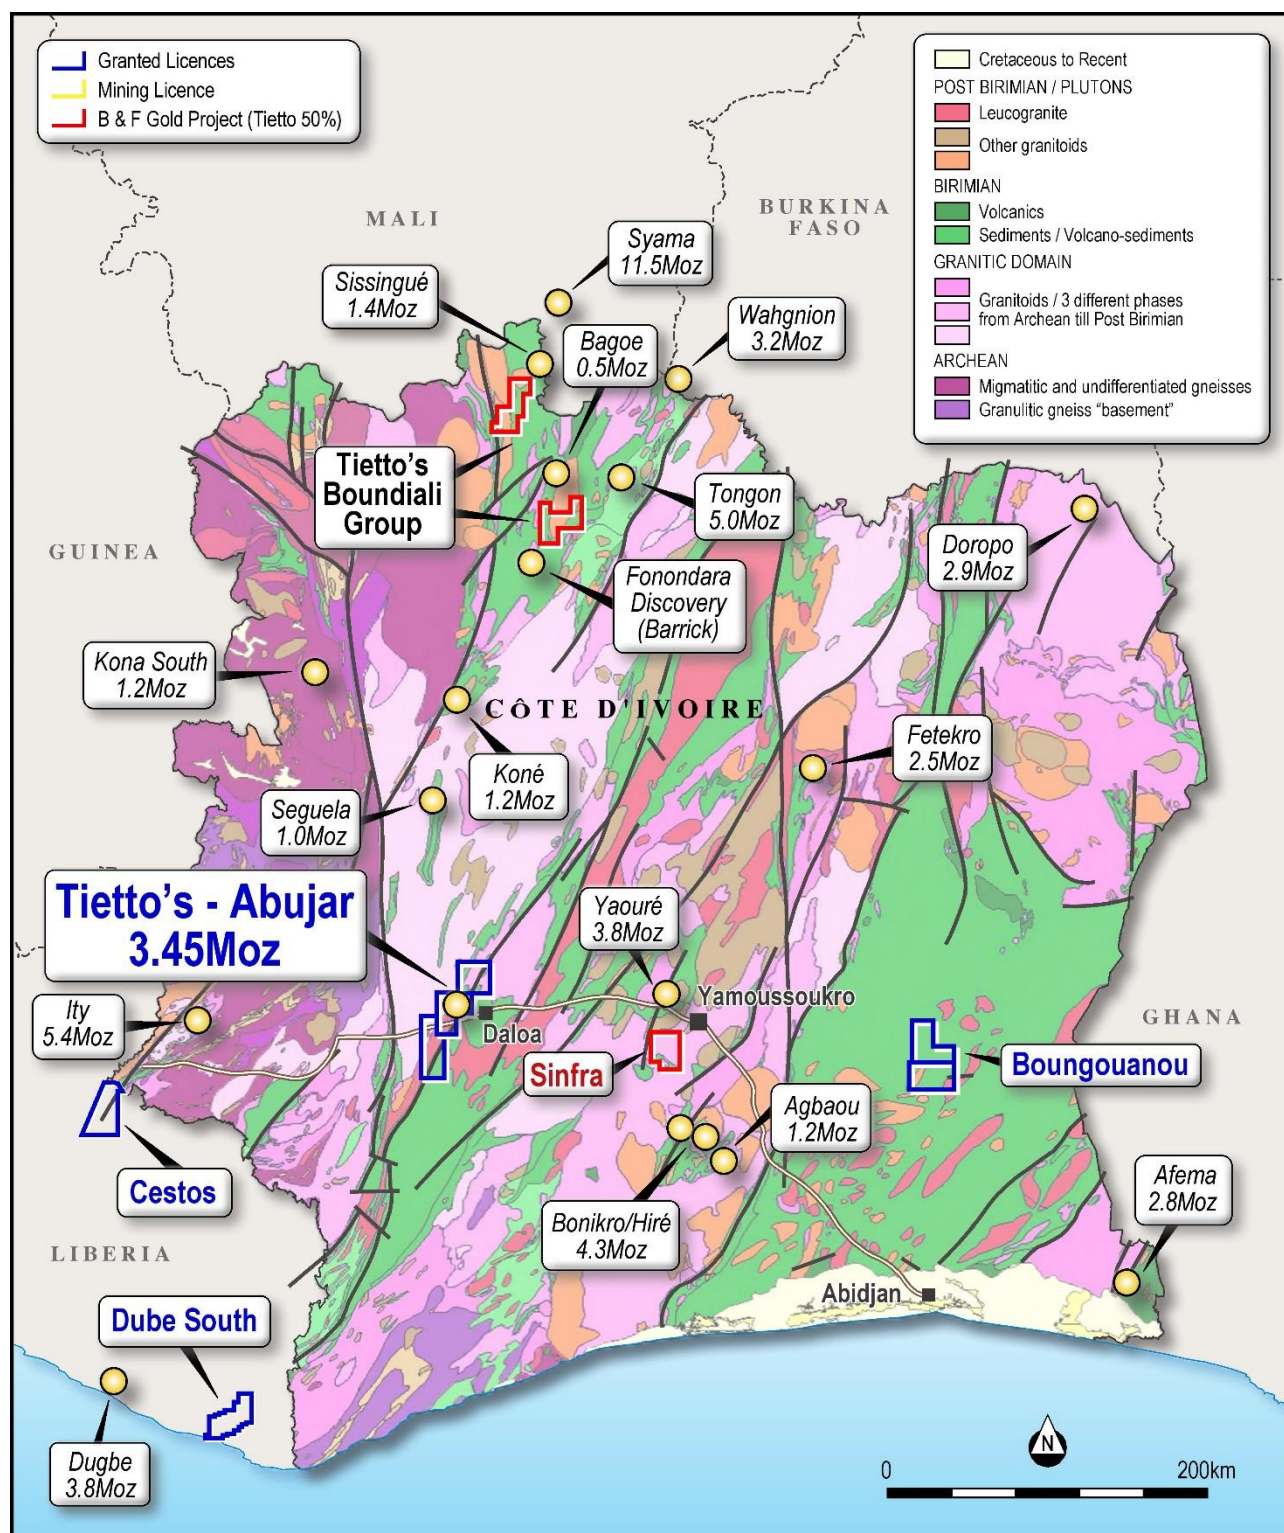 Granted Licences
Mining Licence
B & F Gold Project (Tietto 50%)
Cretaceous to Recent
POST BIRIMIAN / PLUTONS
Leucogranite
Other granitoids
BIRIMIAN
Volcanics
Sediments / Volcano-sediments
GRANITIC DOMAIN
Granitoids / 3 different phases
from Archean till Post Birimian
ARCHEAN
Migmatitic and undifferentiated gneisses
Granulitic gneiss “basement”
MALI
BURKINA
FASO
Syama
11.5Moz
Sissingué
1.4Moz
Wahgnion
3.2Moz
Bagoe
0.5Moz
Tietto’s
Boundiali
Group
Tongon
5.0Moz
Doropo
2.9Moz
GUINEA
Fonondara
Discovery
(Barrick)
Kona South
1.2Moz
CÔTE D'IVOIRE
Fetekro
2.5Moz
Koné
1.2Moz
Seguela
1.0Moz
Tietto’s - Abujar
3.45Moz
Yaouré
3.8Moz
Ity
5.4Moz
Yamoussoukro
Daloa
GHANA
Sinfra
Boungouanou
Agbaou
1.2Moz
Cestos
Afema
2.8Moz
Bonikro/Hiré
4.3Moz
LIBERIA
Abidjan
Dube South
Dugbe
3.8Moz
N
0
200km